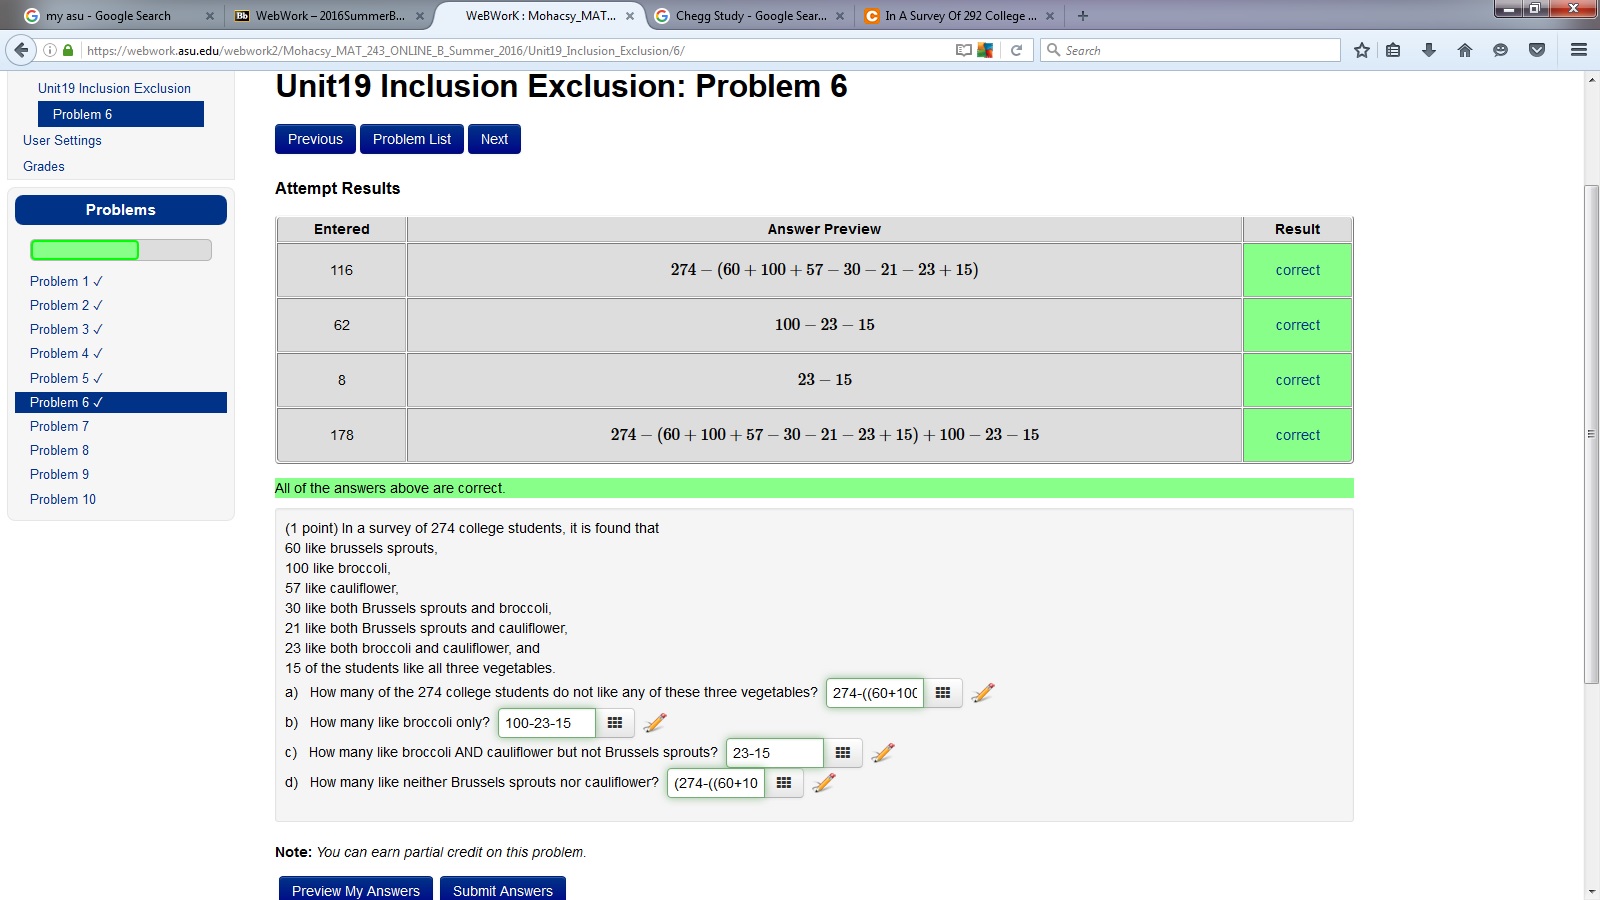 my asu - Google Search
WebWork – 2016SummerB...
WeBWorK : Mohacsy_MAT...
Chegg Study - Google Sear...
In A Survey Of 292 College ...
https://webwork.asu.edu/webwork2/Mohacsy_MAT_243_ONLINE_B_Summer_2016/Unit19_Inclusion_Exclusion/6/
Search
Unit19 Inclusion Exclusion
Problem 6
User Settings
Grades
Problems
Problem 1 ✓
Problem 2 ✓
Problem 3 ✓
Problem 4 ✓
Problem 5 ✓
Problem 6 ✓
Problem 7
Problem 8
Problem 9
Problem 10
Unit19 Inclusion Exclusion: Problem 6
Previous
Problem List
Next
Attempt Results
Entered Answer Preview Result
116 274 − (60 + 100 + 57 − 30 − 21 − 23 + 15) correct
62 100 − 23 − 15 correct
8 23 − 15 correct
178 274 − (60 + 100 + 57 − 30 − 21 − 23 + 15) + 100 − 23 − 15 correct
All of the answers above are correct.
(1 point) In a survey of 274 college students, it is found that
60 like brussels sprouts,
100 like broccoli,
57 like cauliflower,
30 like both Brussels sprouts and broccoli,
21 like both Brussels sprouts and cauliflower,
23 like both broccoli and cauliflower, and
15 of the students like all three vegetables.
a) How many of the 274 college students do not like any of these three vegetables? 274-((60+100
b) How many like broccoli only? 100-23-15
c) How many like broccoli AND cauliflower but not Brussels sprouts? 23-15
d) How many like neither Brussels sprouts nor cauliflower? (274-((60+10
Note: You can earn partial credit on this problem.
Preview My Answers
Submit Answers